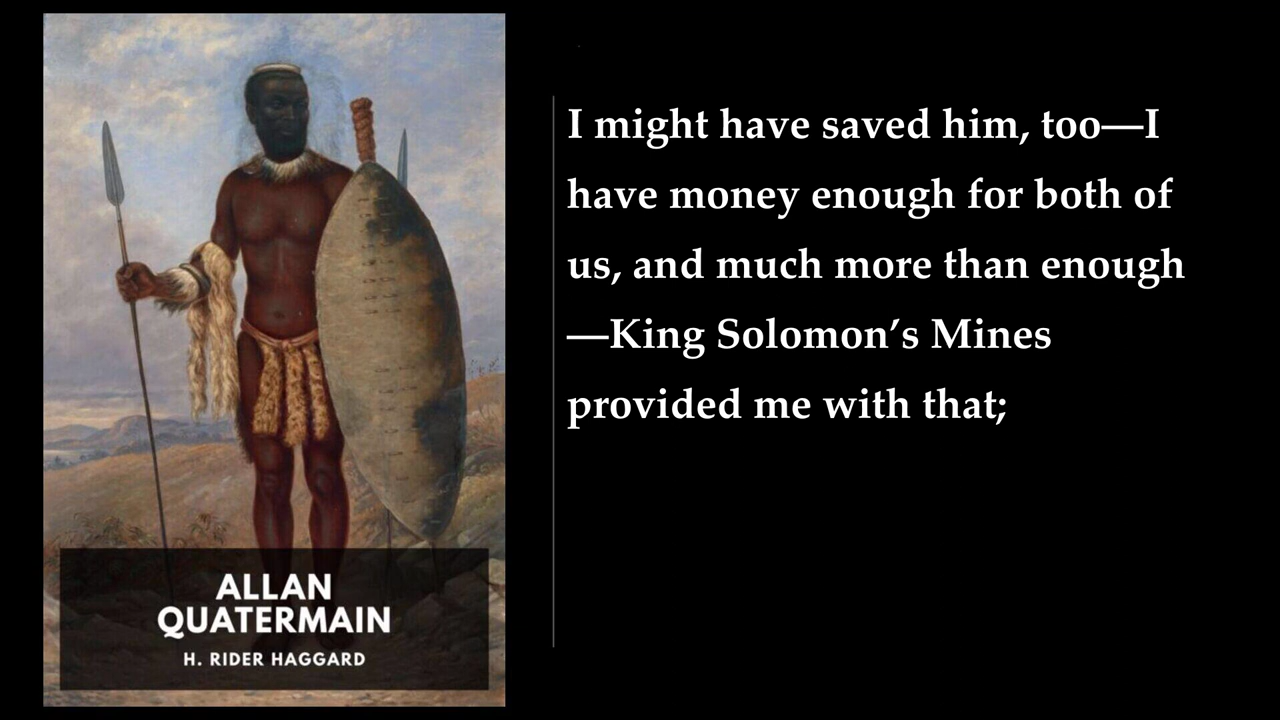 I might have saved him, too—I
have money enough for both of
us, and much more than enough
—King Solomon’s Mines
provided me with that;
ALLAN
QUATERMAIN
H. RIDER HAGGARD